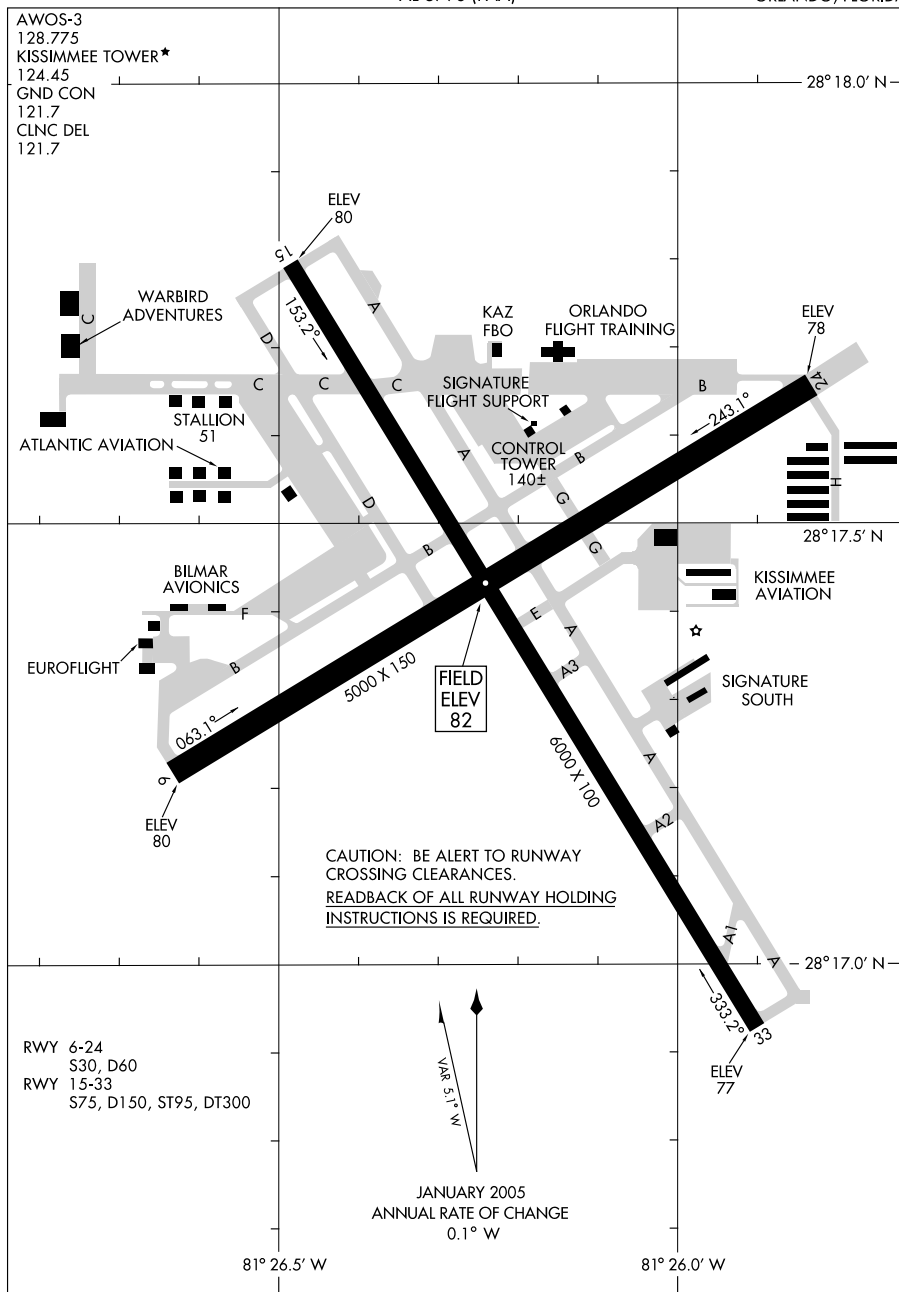 AWOS-3
128.775
KISSIMMEE TOWER★
124.45
GND CON
121.7
CLNC DEL
121.7
28° 18.0' N
ELEV
80
15
153.2°
A
D
C
WARBIRD
ADVENTURES
KAZ
FBO
ORLANDO
FLIGHT TRAINING
ELEV
78
24
243.1°
C
C
C
B
SIGNATURE
FLIGHT SUPPORT
STALLION
51
ATLANTIC AVIATION
CONTROL
TOWER
140±
A
B
G
H
D
B
G
28° 17.5' N
BILMAR
AVIONICS
F
E
A
KISSIMMEE
AVIATION
EUROFLIGHT
B
A3
FIELD
ELEV
82
SIGNATURE
SOUTH
5000 X 150
063.1°
9
6000 X 100
A
A2
ELEV
80
CAUTION: BE ALERT TO RUNWAY
CROSSING CLEARANCES.
READBACK OF ALL RUNWAY HOLDING
INSTRUCTIONS IS REQUIRED.
A1
A
28° 17.0' N
333.2°
33
ELEV
77
RWY 6-24
S30, D60
RWY 15-33
S75, D150, ST95, DT300
VAR 5.1° W
JANUARY 2005
ANNUAL RATE OF CHANGE
0.1° W
81° 26.5' W
81° 26.0' W